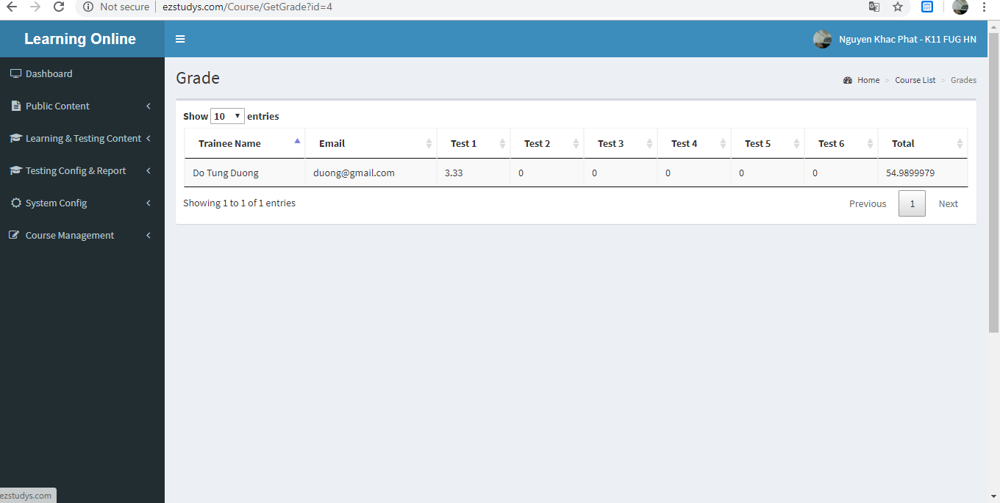 Not secure | ezstudys.com/Course/GetGrade?id=4
Learning Online
Nguyen Khac Phat - K11 FUG HN
Dashboard
Public Content
Learning & Testing Content
Testing Config & Report
System Config
Course Management
Grade
Home > Course List > Grades
Show 10 entries
Trainee Name Email Test 1 Test 2 Test 3 Test 4 Test 5 Test 6 Total
Do Tung Duong duong@gmail.com 3.33 0 0 0 0 0 54.9899979
Showing 1 to 1 of 1 entries
Previous 1 Next
ezstudys.com